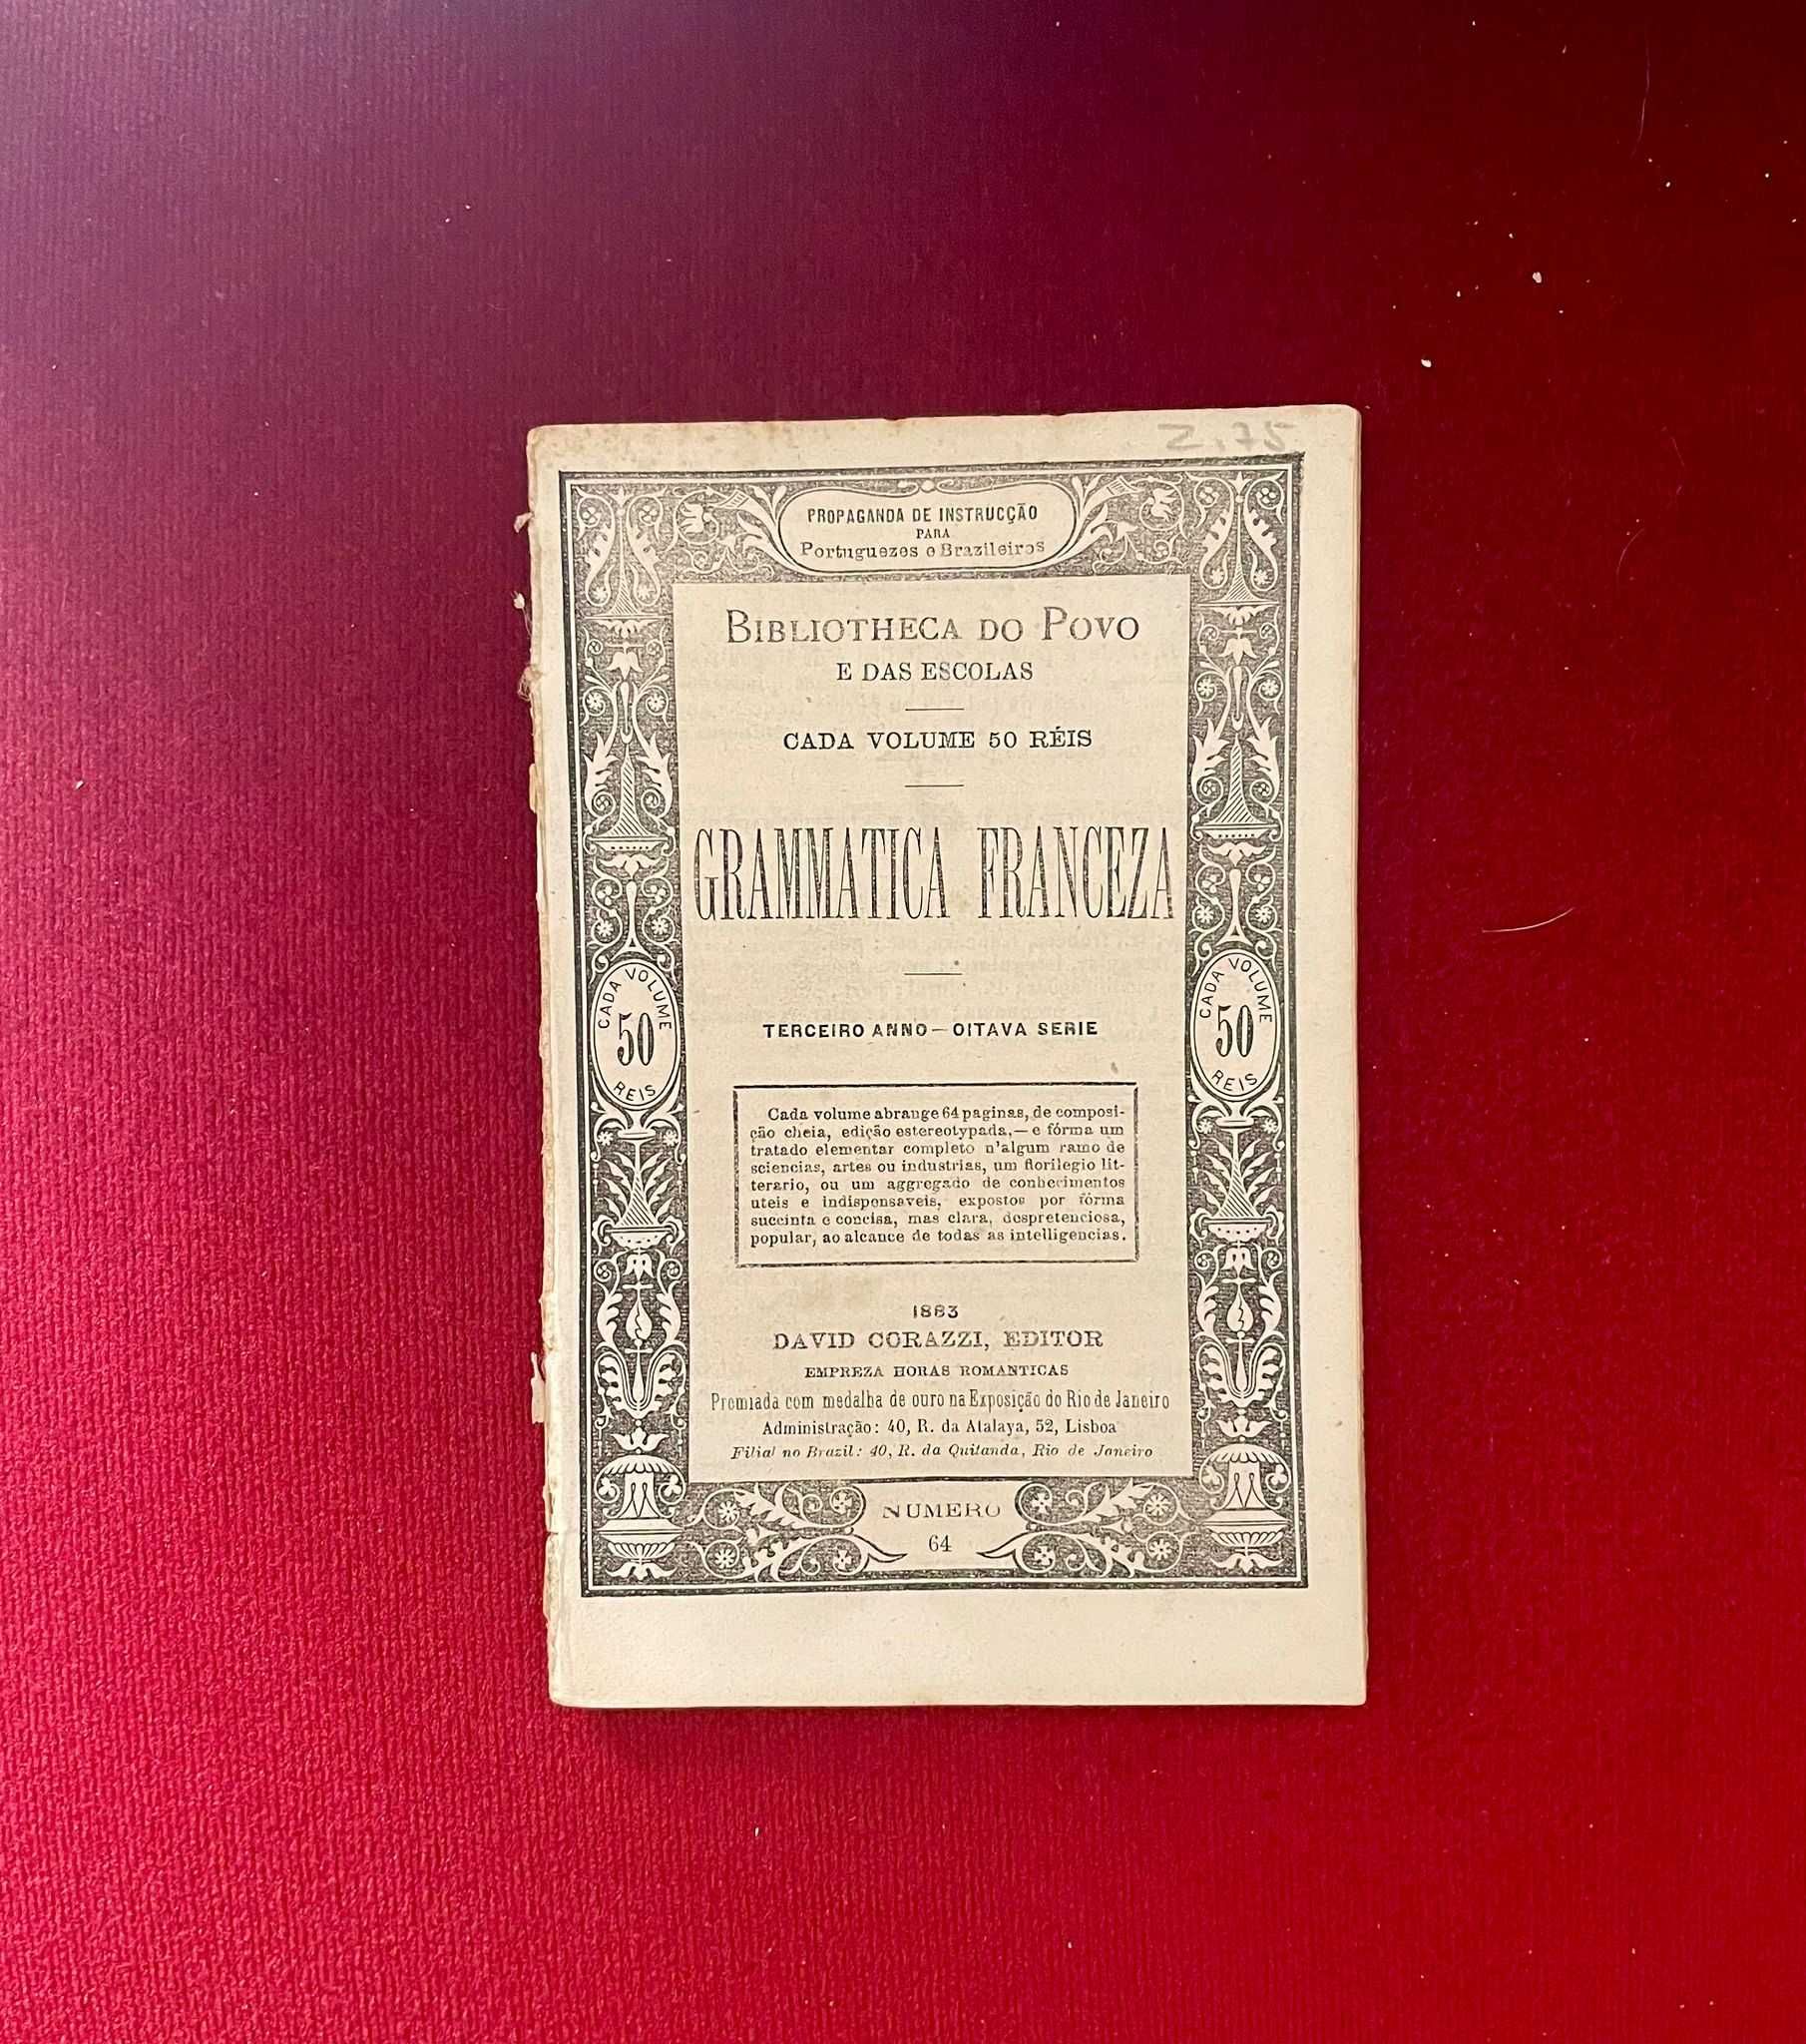 2.75
PROPAGANDA DE INSTRUCÇÃO
PARA
Portuguezes e Brazileiros
BIBLIOTHECA DO POVO
E DAS ESCOLAS
CADA VOLUME 50 RÉIS
GRAMMATICA FRANCEZA
CADA VOLUME
50
REIS
CADA VOLUME
50
REIS
TERCEIRO ANNO — OITAVA SERIE
Cada volume abrange 64 paginas, de composi-
ção cheia, edição estereotypada, — e fórma um
tratado elementar completo n'algum ramo de
sciencias, artes ou industrias, um florilegio lit-
terario, ou um aggregado de conhecimentos
uteis e indispensaveis, expostos por fórma
succinta e concisa, mas clara, despretenciosa,
popular, ao alcance de todas as intelligencias.
1883
DAVID CORAZZI, EDITOR
EMPREZA HORAS ROMANTICAS
Premiada com medalha de ouro na Exposição do Rio de Janeiro
Administração: 40, R. da Atalaya, 52, Lisboa
Filial no Brazil: 40, R. da Quitanda, Rio de Janeiro
NUMERO
64